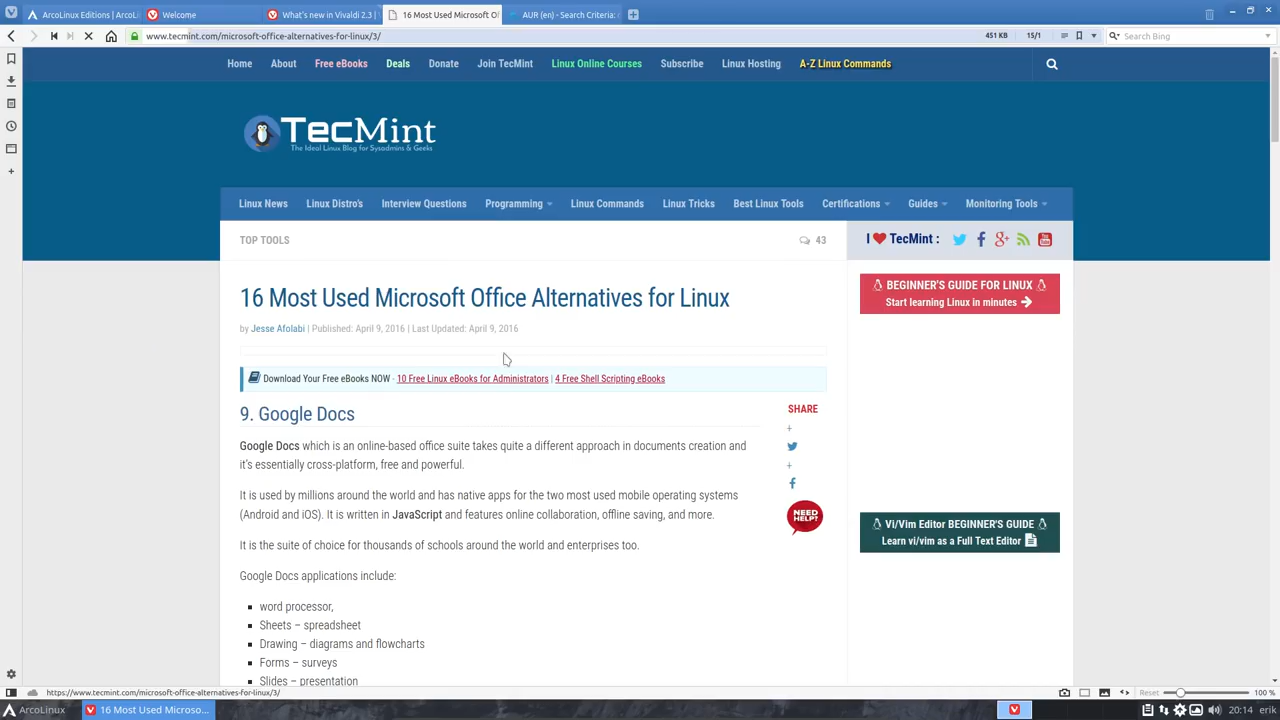 ArcoLinux Editions | ArcoL
Welcome
What's new in Vivaldi 2.3 |
16 Most Used Microsoft Of
AUR (en) - Search Criteria:
www.tecmint.com/microsoft-office-alternatives-for-linux/3/
451 KB
15/1
Search Bing
Home
About
Free eBooks
Deals
Donate
Join TecMint
Linux Online Courses
Subscribe
Linux Hosting
A-Z Linux Commands
TecMint
The Ideal Linux Blog for Sysadmins & Geeks
Linux News
Linux Distro's
Interview Questions
Programming
Linux Commands
Linux Tricks
Best Linux Tools
Certifications
Guides
Monitoring Tools
TOP TOOLS
43
I ❤ TecMint :
16 Most Used Microsoft Office Alternatives for Linux
by Jesse Afolabi | Published: April 9, 2016 | Last Updated: April 9, 2016
Download Your Free eBooks NOW - 10 Free Linux eBooks for Administrators | 4 Free Shell Scripting eBooks
9. Google Docs
Google Docs which is an online-based office suite takes quite a different approach in documents creation and
it's essentially cross-platform, free and powerful.
It is used by millions around the world and has native apps for the two most used mobile operating systems
(Android and iOS). It is written in JavaScript and features online collaboration, offline saving, and more.
It is the suite of choice for thousands of schools around the world and enterprises too.
Google Docs applications include:
word processor,
Sheets – spreadsheet
Drawing – diagrams and flowcharts
Forms – surveys
Slides – presentation
SHARE
+
+
NEED
HELP?
BEGINNER'S GUIDE FOR LINUX
Start learning Linux in minutes
Vi/Vim Editor BEGINNER'S GUIDE
Learn vi/vim as a Full Text Editor
https://www.tecmint.com/microsoft-office-alternatives-for-linux/3/
Reset
100 %
ArcoLinux
16 Most Used Microso...
20:14
erik